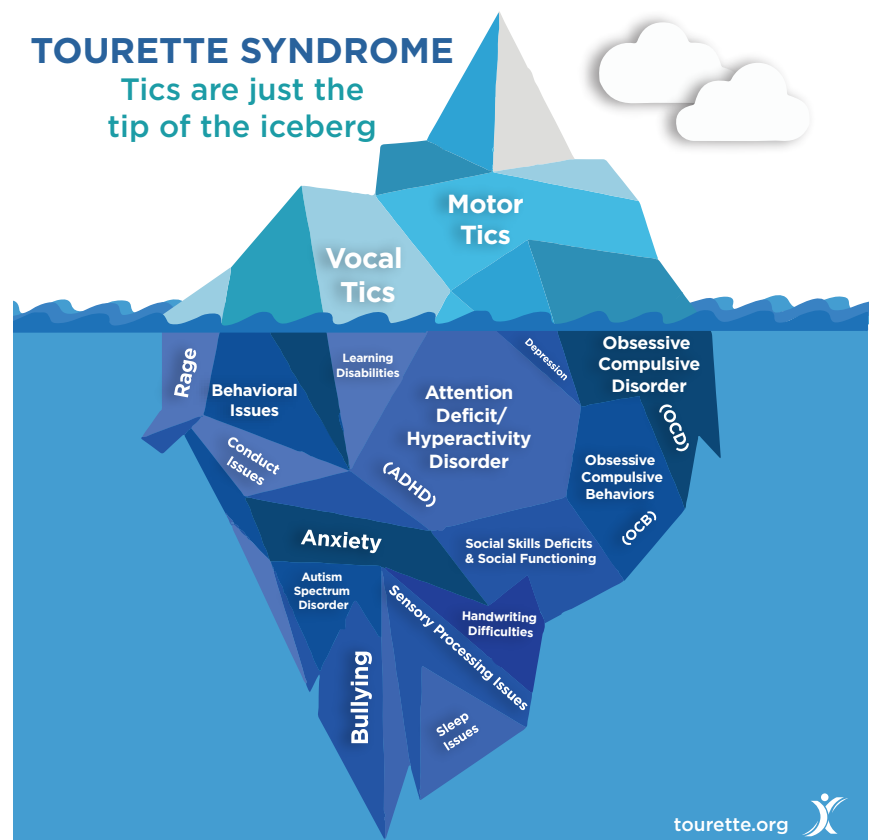 TOURETTE SYNDROME
Tics are just the
tip of the iceberg
Motor
Tics
Vocal
Tics
Rage
Behavioral
Issues
Learning
Disabilities
Attention
Deficit/
Hyperactivity
Disorder
(ADHD)
Depression
Obsessive
Compulsive
Disorder
(OCD)
Conduct
Issues
Obsessive
Compulsive
Behaviors
(OCB)
Anxiety
Social Skills Deficits
& Social Functioning
Autism
Spectrum
Disorder
Sensory Processing Issues
Handwriting
Difficulties
Bullying
Sleep
Issues
tourette.org